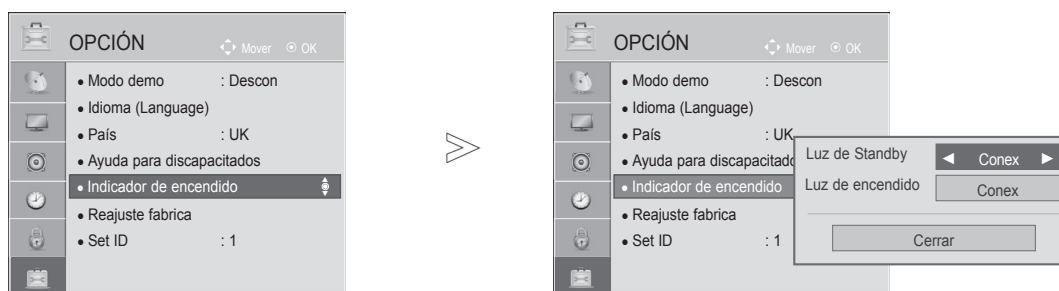 OPCIÓN Mover OK
• Modo demo : Descon
• Idioma (Language)
• País : UK
• Ayuda para discapacitados
• Indicador de encendido
• Reajuste fabrica
• Set ID : 1
OPCIÓN Mover OK
• Modo demo : Descon
• Idioma (Language)
• País : UK
• Ayuda para discapacitado
• Indicador de encendido
• Reajuste fabrica
• Set ID : 1
Luz de Standby ◄ Conex ►
Luz de encendido Conex
Cerrar